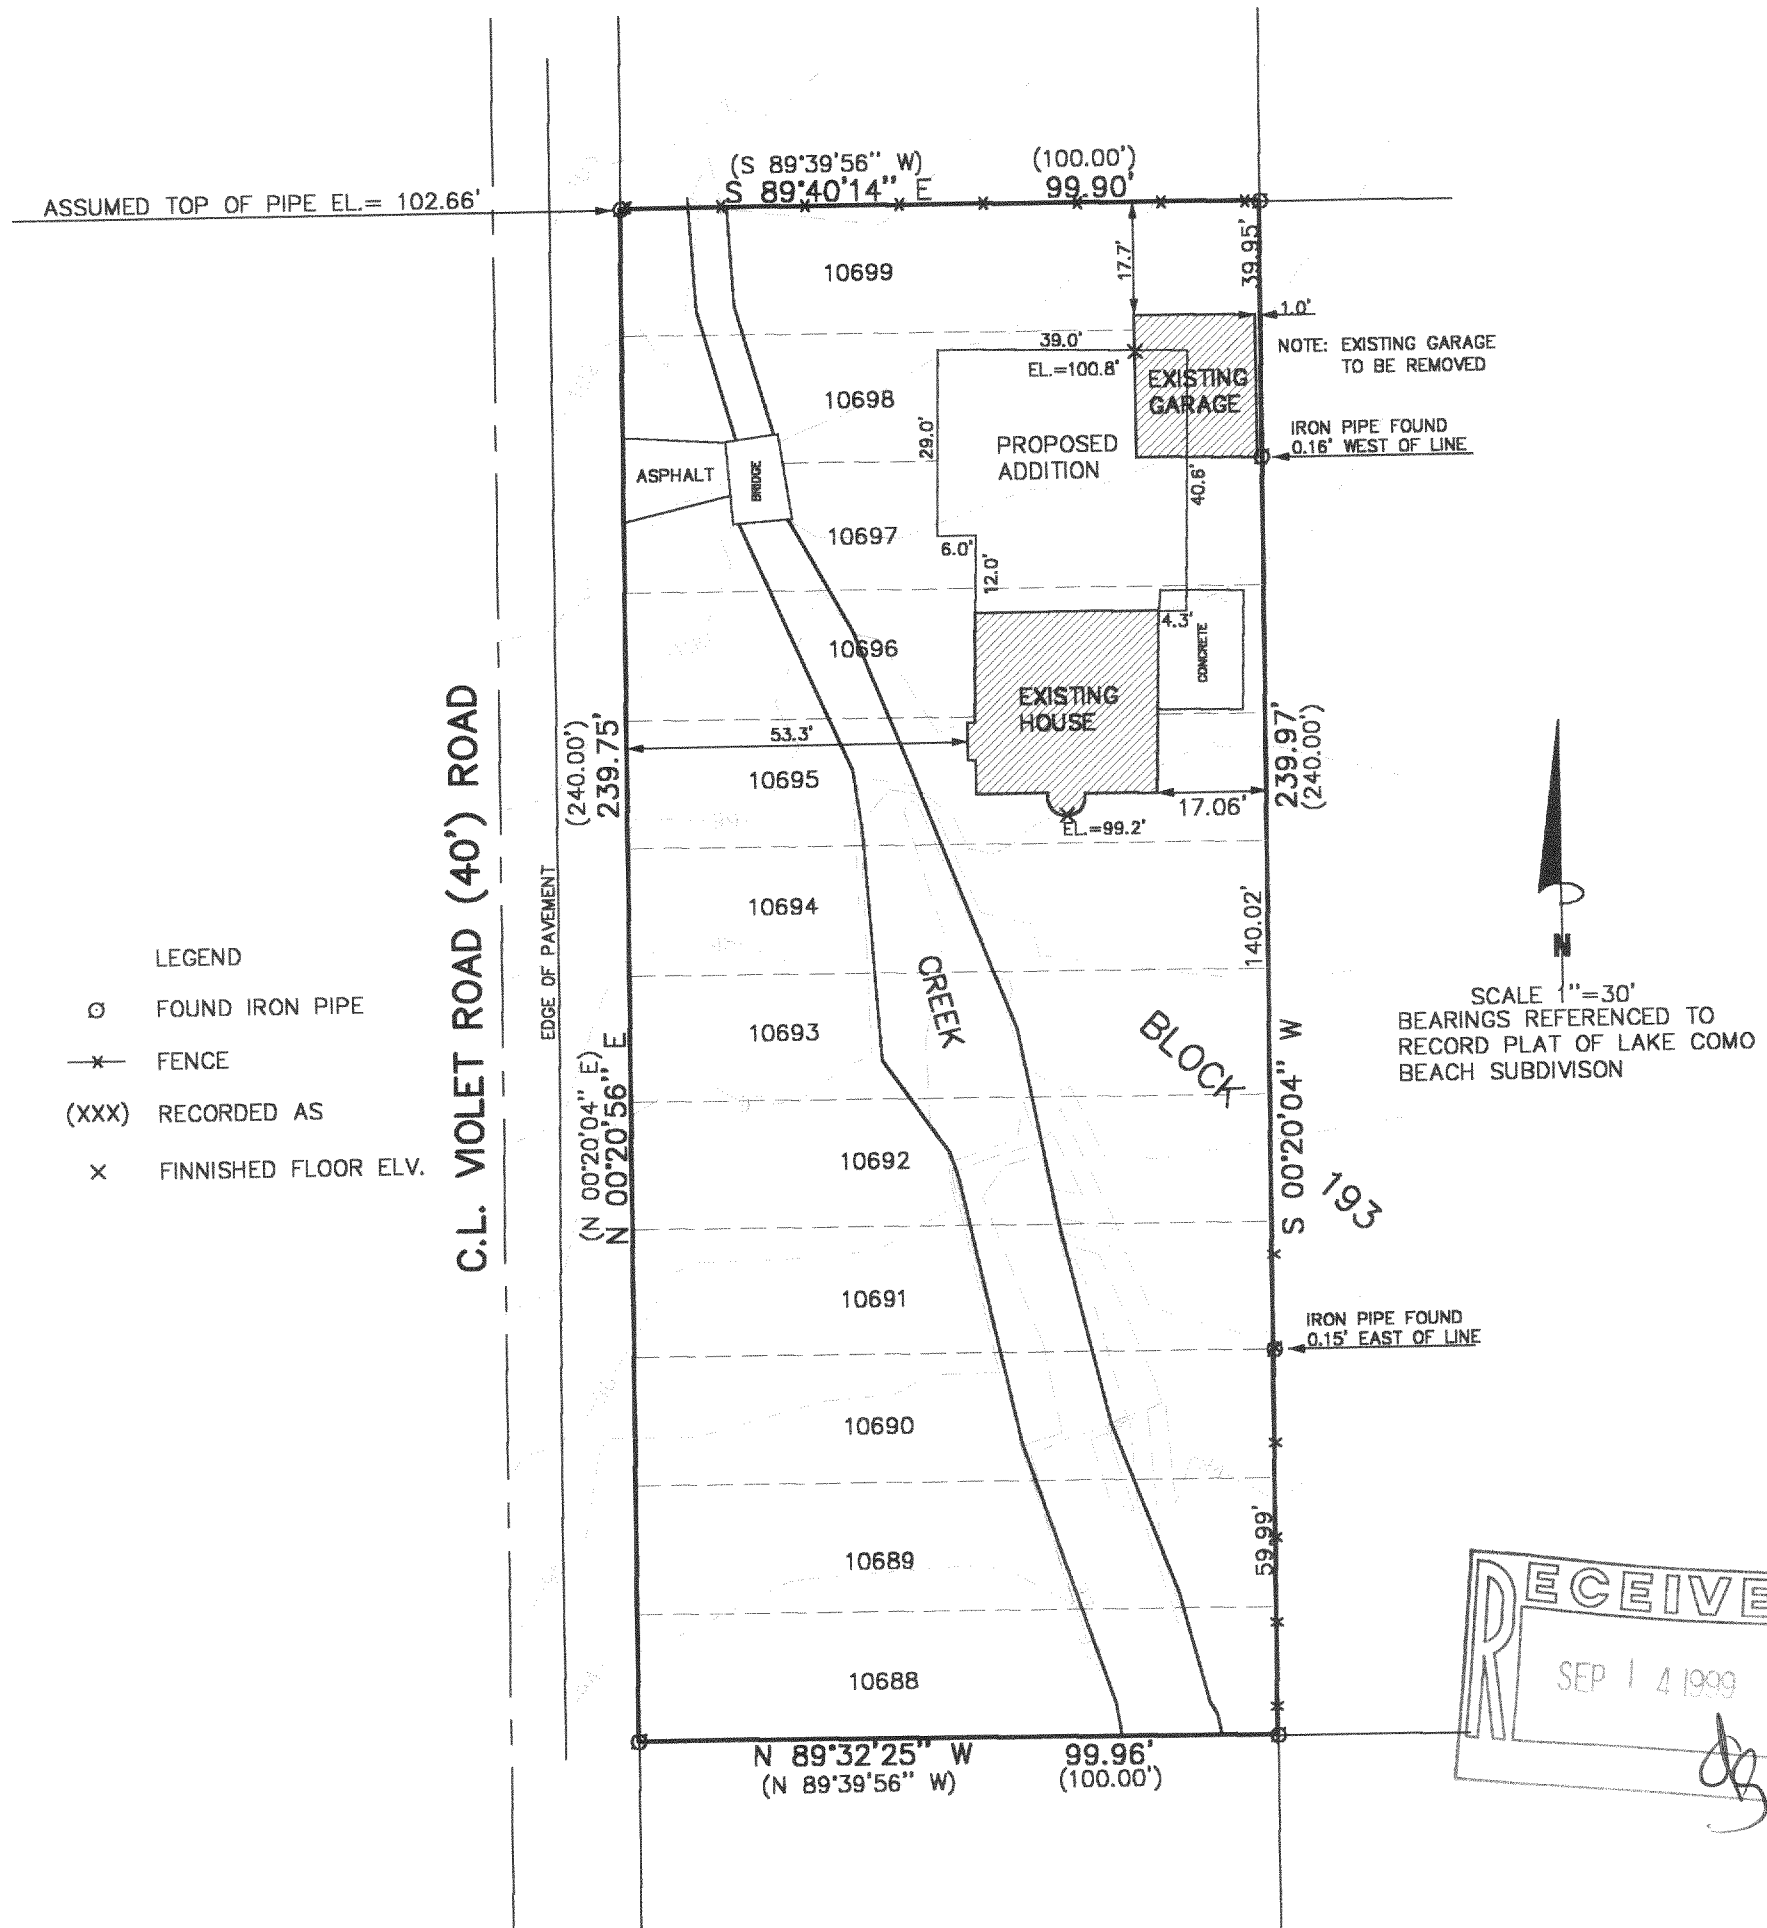 (S 89°39'56" W)
(100.00')
S 89°40'14" E
99.90'
ASSUMED TOP OF PIPE EL.= 102.66'
39.95'
17.7'
10699
1.0'
39.0'
NOTE: EXISTING GARAGE
TO BE REMOVED
EL.=100.8'
EXISTING
GARAGE
10698
29.0'
PROPOSED
ADDITION
IRON PIPE FOUND
0.16' WEST OF LINE
ASPHALT
BRIDGE
40.6'
10697
6.0'
12.0'
4.3'
10696
CONCRETE
EXISTING
HOUSE
53.3'
(240.00')
239.75'
239.97'
(240.00')
10695
17.06'
EL.=99.2'
C.L. VIOLET ROAD (40') ROAD
EDGE OF PAVEMENT
10694
140.02'
N
LEGEND
FOUND IRON PIPE
FENCE
(XXX) RECORDED AS
FINNISHED FLOOR ELV.
CREEK
10693
BLOCK
193
SCALE 1"=30'
BEARINGS REFERENCED TO
RECORD PLAT OF LAKE COMO
BEACH SUBDIVISON
(N 00°20'04" E)
N 00°20'56" E
S 00°20'04" W
10692
10691
IRON PIPE FOUND
0.15' EAST OF LINE
10690
59.99'
10689
10688
RECEIVE
SEP 14 1999
N 89°32'25" W
99.96'
(N 89°39'56" W)
(100.00')